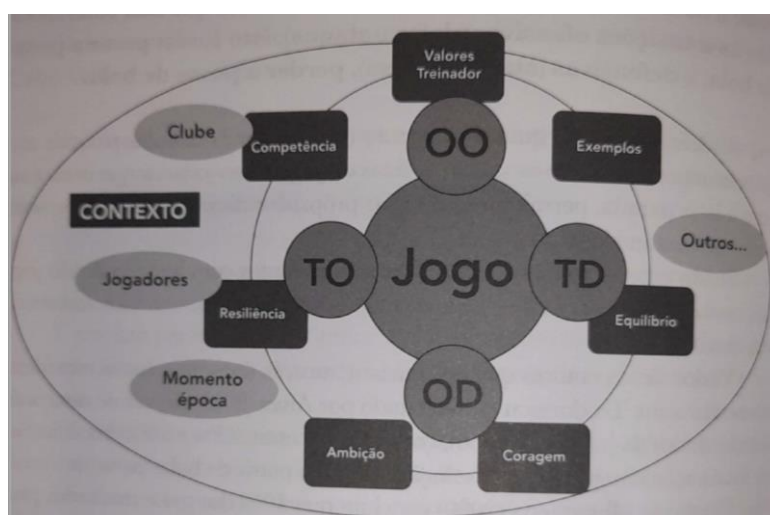 Valores
Treinador
Clube
Competência
OO
Exemplos
CONTEXTO
Outros...
Jogadores
TO
Jogo
TD
Resiliência
Equilíbrio
Momento
época
OD
Ambição
Coragem